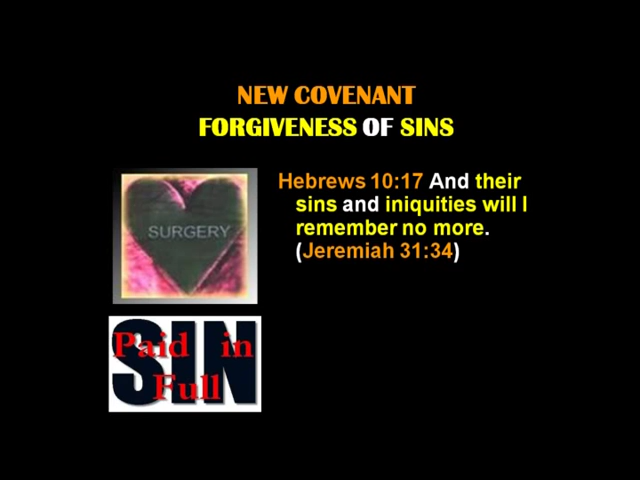 NEW COVENANT
FORGIVENESS OF SINS
Hebrews 10:17 And their
sins and iniquities will I
remember no more.
(Jeremiah 31:34)
SURGERY
SIN
Paid in
Full